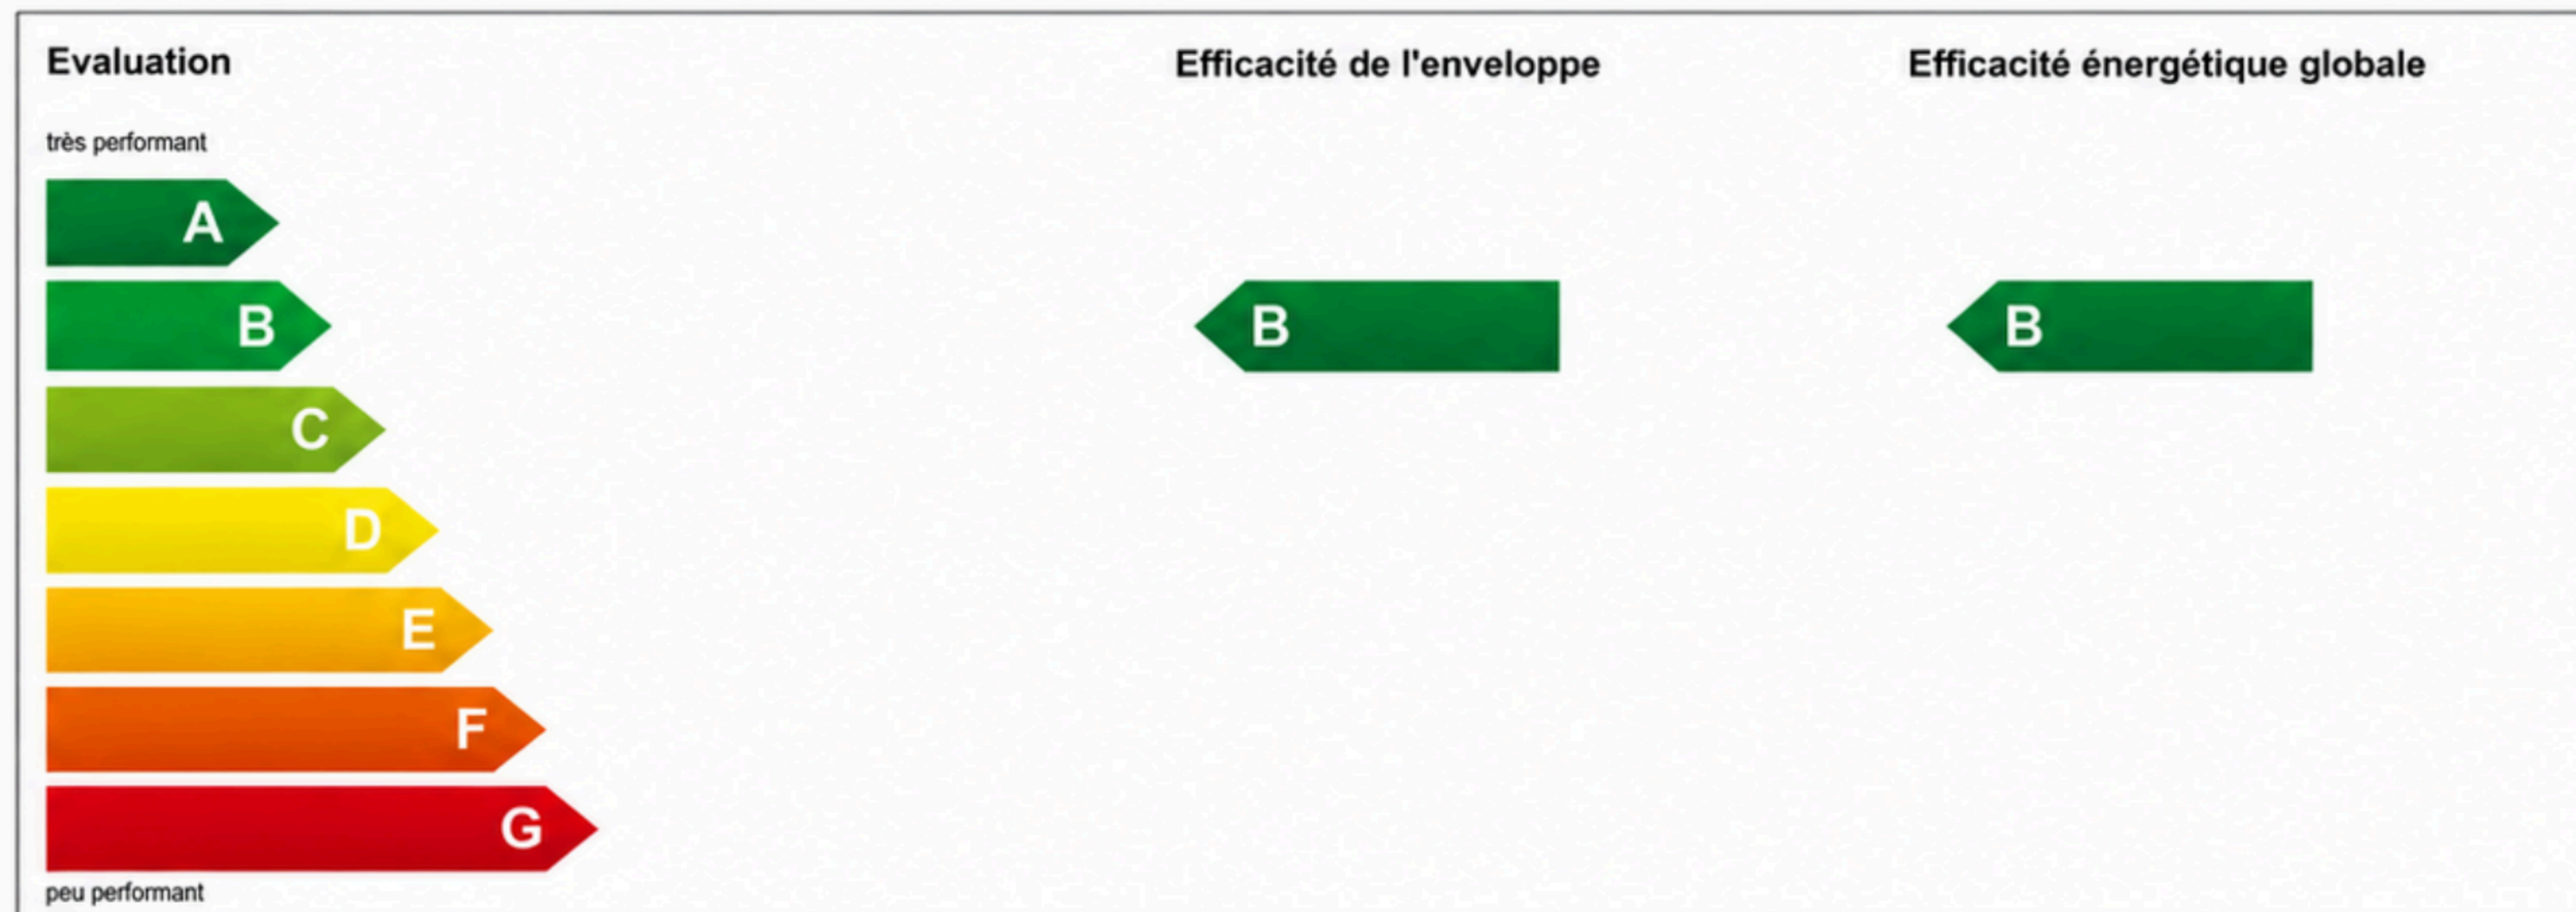 Evaluation
Efficacité de l'enveloppe
Efficacité énergétique globale
très performant
A
B
B
B
C
D
E
F
G
peu performant